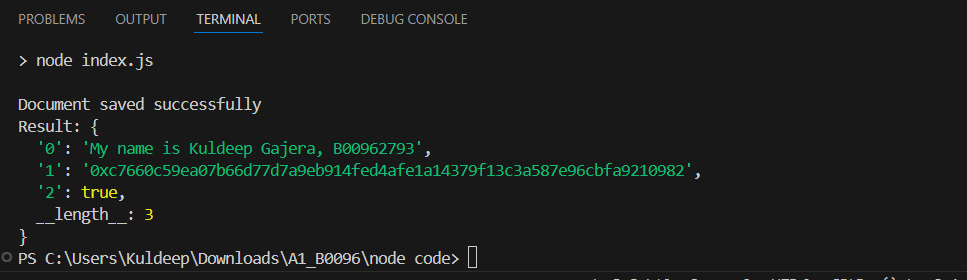 PROBLEMS OUTPUT TERMINAL PORTS DEBUG CONSOLE
> node index.js
Document saved successfully
Result: {
  '0': 'My name is Kuldeep Gajera, B00962793',
  '1': '0xc7660c59ea07b66d77d7a9eb914fed4afe1a14379f13c3a587e96cbfa9210982',
  '2': true,
  __length__: 3
}
PS C:\Users\Kuldeep\Downloads\A1_B0096\node code>